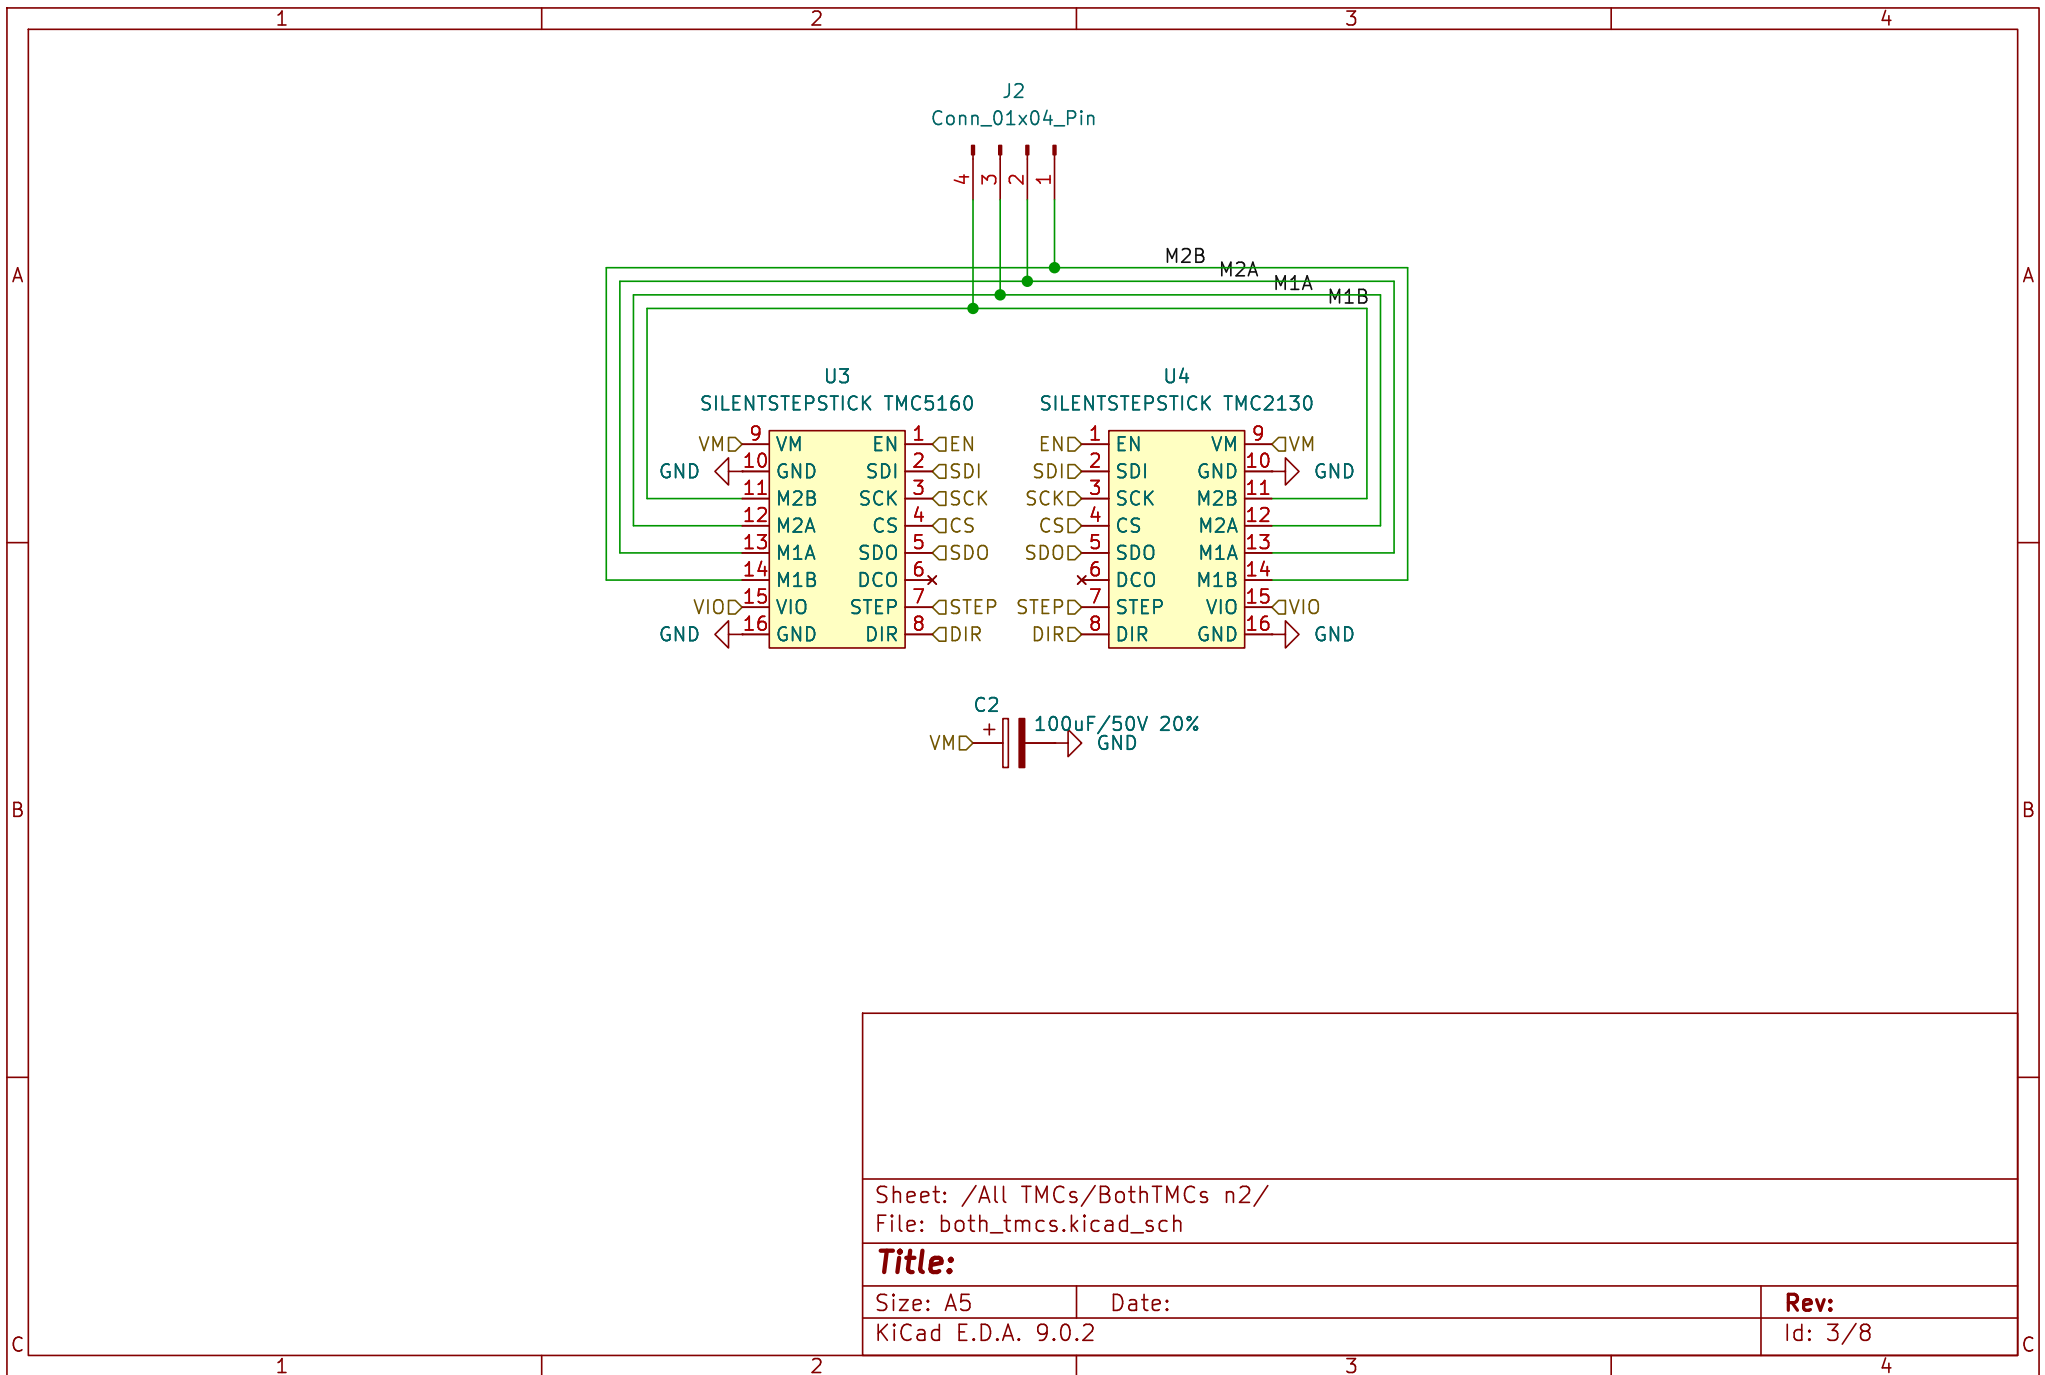 1 2 3 4
J2
Conn_01x04_Pin
4 3 2 1
M2B
M2A
A A
M1A
M1B
U3 U4
SILENTSTEPSTICK TMC5160 SILENTSTEPSTICK TMC2130
VM 9 VM EN 1 EN EN 1 EN VM 9 VM
GND 10 GND SDI 2 SDI SDI 2 SDI GND 10 GND
11 M2B SCK 3 SCK SCK 3 SCK M2B 11
12 M2A CS 4 CS CS 4 CS M2A 12
13 M1A SDO 5 SDO SDO 5 SDO M1A 13
14 M1B DCO 6 6 DCO M1B 14
VIO 15 VIO STEP 7 STEP STEP 7 STEP VIO 15 VIO
GND 16 GND DIR 8 DIR DIR 8 DIR GND 16 GND
C2
100uF/50V 20%
VM + GND
B B
Sheet: /All TMCs/BothTMCs n2/
File: both_tmcs.kicad_sch
Title:
Size: A5 Date: Rev:
KiCad E.D.A. 9.0.2 Id: 3/8
C C
1 2 3 4